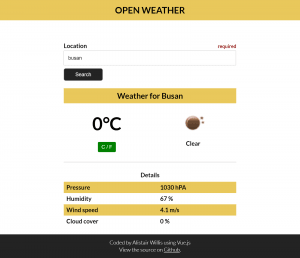 OPEN WEATHER
Location required
busan
Search
Weather for Busan
0°C
C / F
Clear
Details
Pressure 1030 hPA
Humidity 67 %
Wind speed 4.1 m/s
Cloud cover 0 %
Coded by Alistair Willis using Vue.js
View the source on Github.